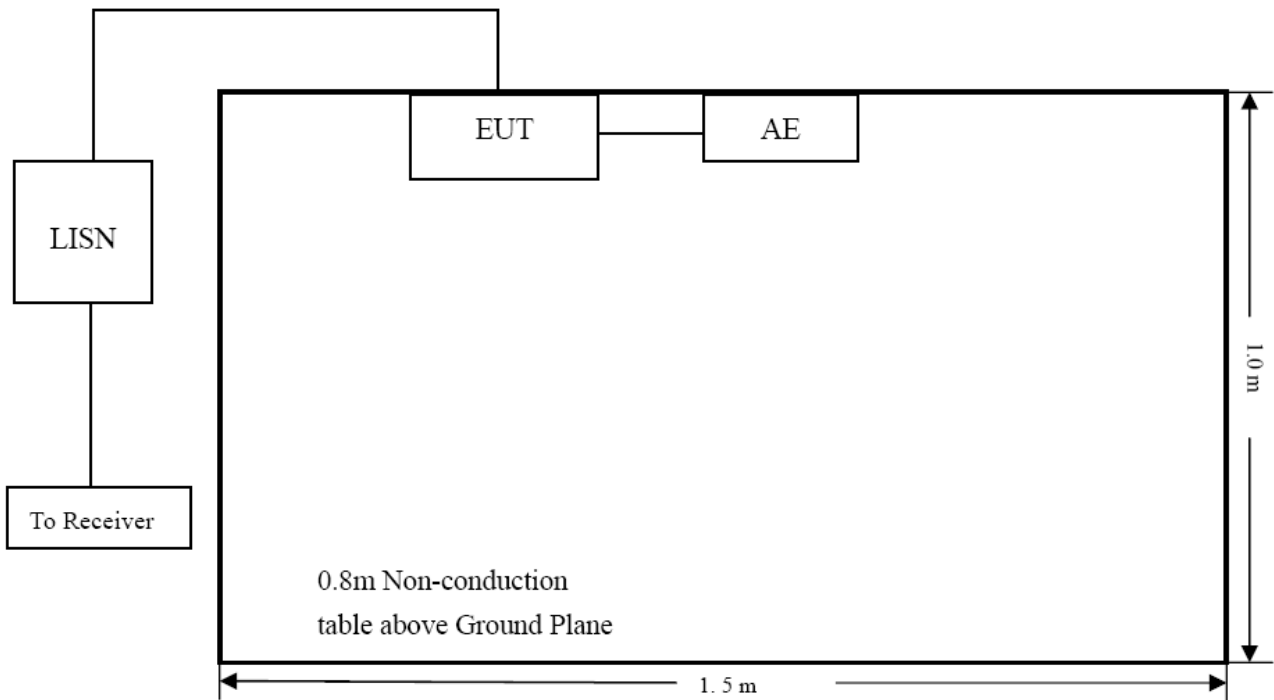 EUT
AE
LISN
1.0 m
To Receiver
0.8m Non-conduction
table above Ground Plane
1. 5 m